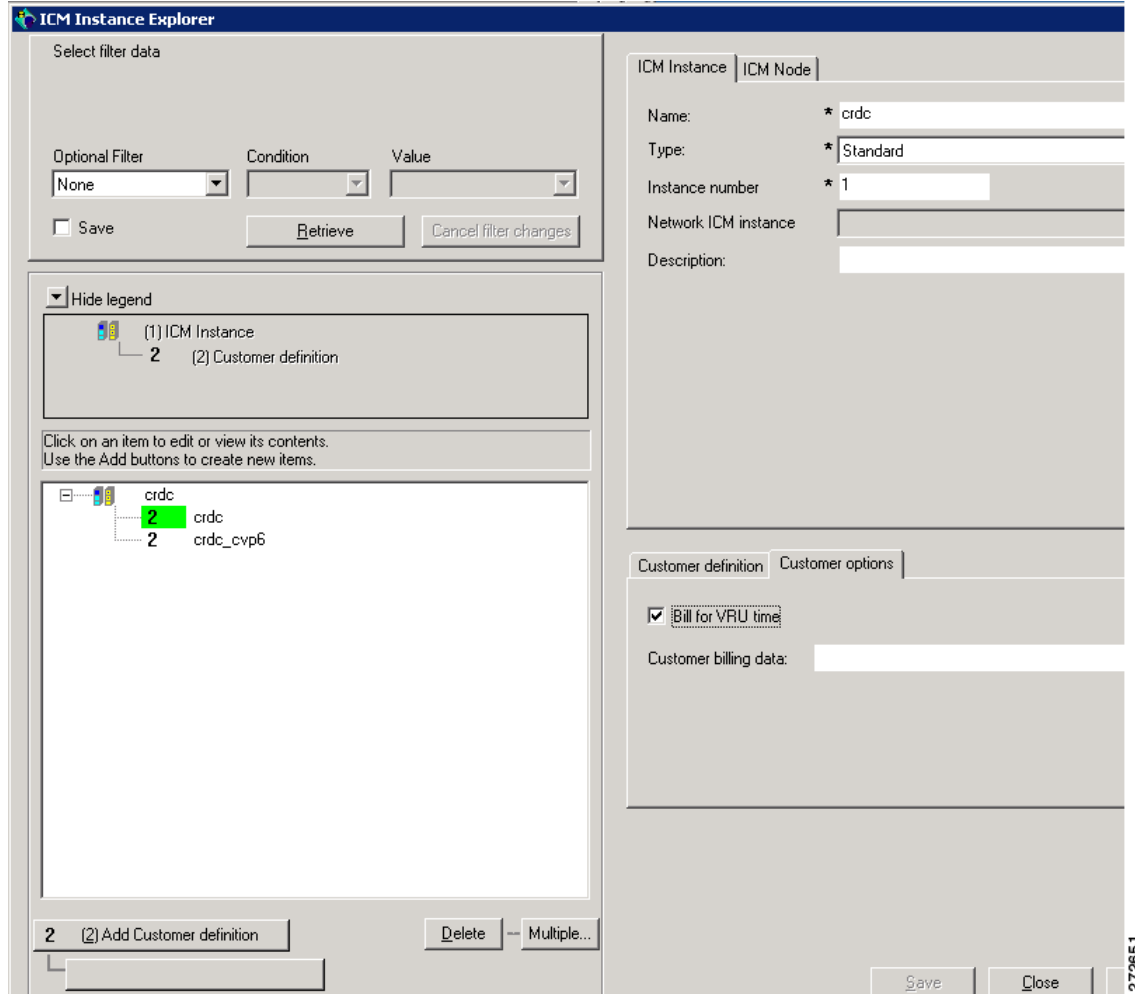 ICM Instance Explorer
Select filter data
Optional Filter Condition Value
None
Save Retrieve Cancel filter changes
Hide legend
(1) ICM Instance
2 (2) Customer definition
Click on an item to edit or view its contents.
Use the Add buttons to create new items.
crdc
2 crdc
2 crdc_cvp6
2 (2) Add Customer definition Delete Multiple...
ICM Instance ICM Node
Name: * crdc
Type: * Standard
Instance number * 1
Network ICM instance
Description:
Customer definition Customer options
Bill for VRU time
Customer billing data:
Save Close
272651